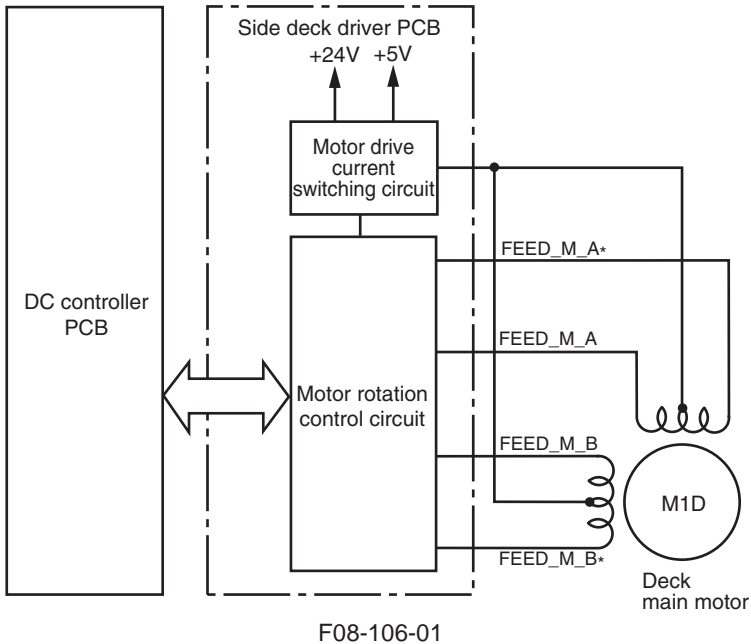 Side deck driver PCB
+24V +5V
Motor drive
current
switching circuit
FEED_M_A*
DC controller
PCB
FEED_M_A
Motor rotation
control circuit
FEED_M_B
M1D
FEED_M_B*
Deck
main motor
F08-106-01